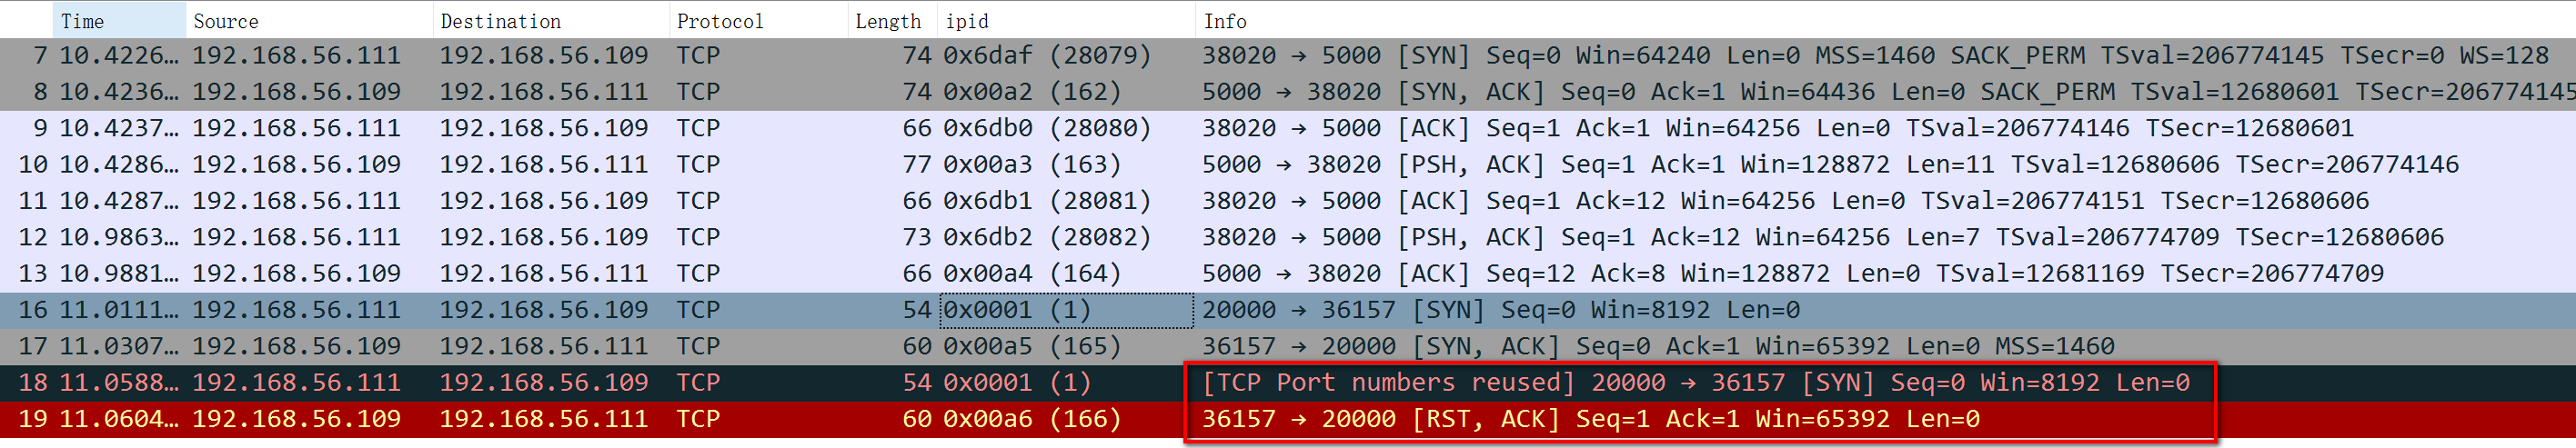 Time Source Destination Protocol Length ipid Info
7 10.4226… 192.168.56.111 192.168.56.109 TCP 74 0x6daf (28079) 38020 → 5000 [SYN] Seq=0 Win=64240 Len=0 MSS=1460 SACK_PERM TSval=206774145 TSecr=0 WS=128
8 10.4236… 192.168.56.109 192.168.56.111 TCP 74 0x00a2 (162) 5000 → 38020 [SYN, ACK] Seq=0 Ack=1 Win=64436 Len=0 SACK_PERM TSval=12680601 TSecr=206774145
9 10.4237… 192.168.56.111 192.168.56.109 TCP 66 0x6db0 (28080) 38020 → 5000 [ACK] Seq=1 Ack=1 Win=64256 Len=0 TSval=206774146 TSecr=12680601
10 10.4286… 192.168.56.109 192.168.56.111 TCP 77 0x00a3 (163) 5000 → 38020 [PSH, ACK] Seq=1 Ack=1 Win=128872 Len=11 TSval=12680606 TSecr=206774146
11 10.4287… 192.168.56.111 192.168.56.109 TCP 66 0x6db1 (28081) 38020 → 5000 [ACK] Seq=1 Ack=12 Win=64256 Len=0 TSval=206774151 TSecr=12680606
12 10.9863… 192.168.56.111 192.168.56.109 TCP 73 0x6db2 (28082) 38020 → 5000 [PSH, ACK] Seq=1 Ack=12 Win=64256 Len=7 TSval=206774709 TSecr=12680606
13 10.9881… 192.168.56.109 192.168.56.111 TCP 66 0x00a4 (164) 5000 → 38020 [ACK] Seq=12 Ack=8 Win=128872 Len=0 TSval=12681169 TSecr=206774709
16 11.0111… 192.168.56.111 192.168.56.109 TCP 54 0x0001 (1) 20000 → 36157 [SYN] Seq=0 Win=8192 Len=0
17 11.0307… 192.168.56.109 192.168.56.111 TCP 60 0x00a5 (165) 36157 → 20000 [SYN, ACK] Seq=0 Ack=1 Win=65392 Len=0 MSS=1460
18 11.0588… 192.168.56.111 192.168.56.109 TCP 54 0x0001 (1) [TCP Port numbers reused] 20000 → 36157 [SYN] Seq=0 Win=8192 Len=0
19 11.0604… 192.168.56.109 192.168.56.111 TCP 60 0x00a6 (166) 36157 → 20000 [RST, ACK] Seq=1 Ack=1 Win=65392 Len=0